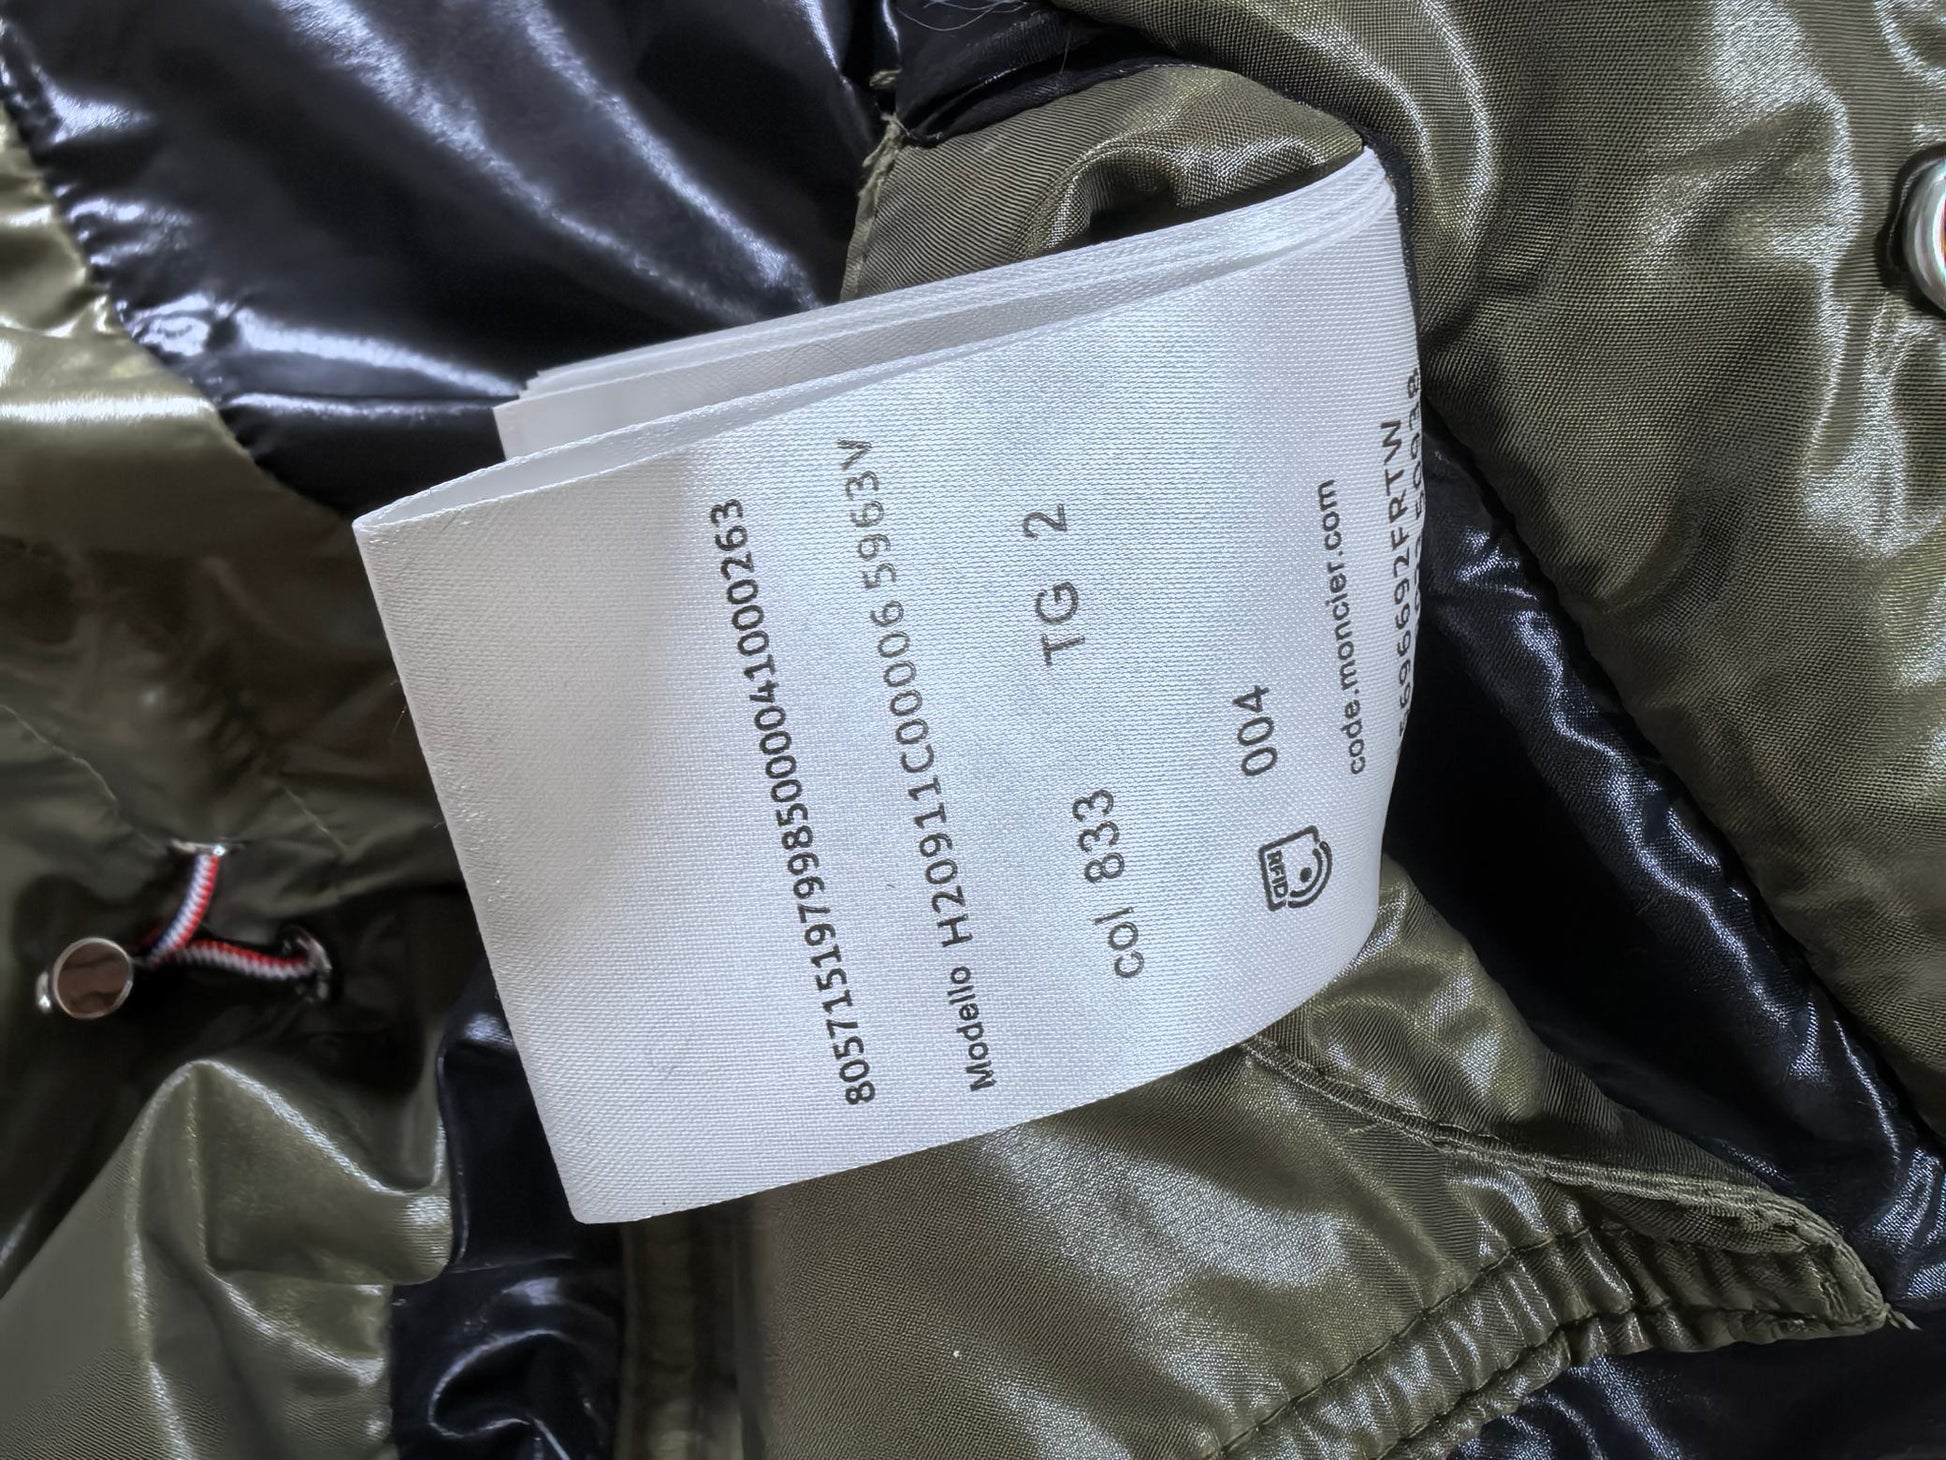 8057151979985000041000263
Modello H20911C00006 5963V
Col 833 TG 2
RFID 004
code.moncler.com